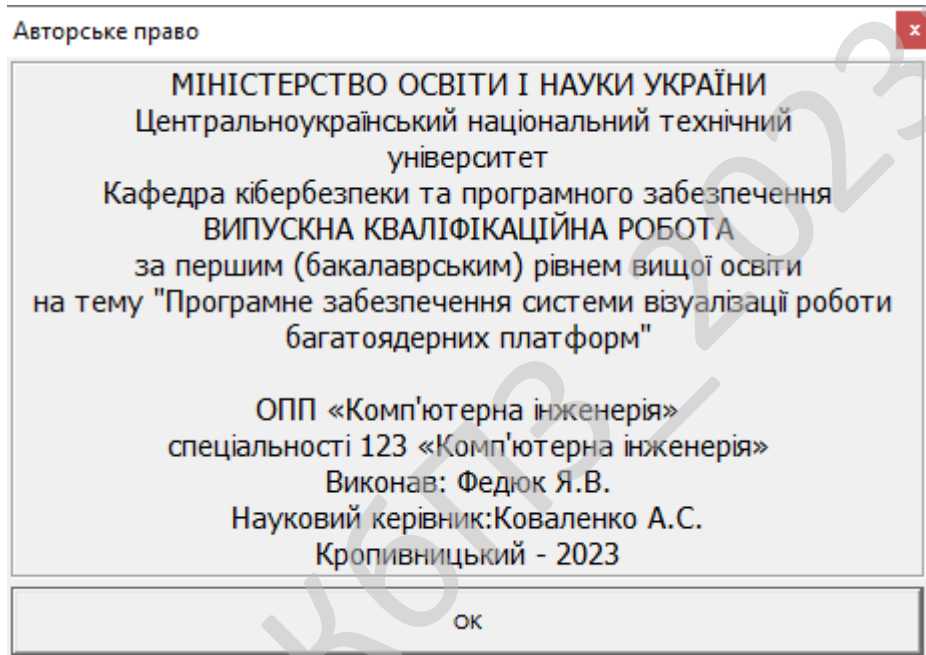 Авторське право
x
МІНІСТЕРСТВО ОСВІТИ І НАУКИ УКРАЇНИ
Центральноукраїнський національний технічний
університет
Кафедра кібербезпеки та програмного забезпечення
ВИПУСКНА КВАЛІФІКАЦІЙНА РОБОТА
за першим (бакалаврським) рівнем вищої освіти
на тему "Програмне забезпечення системи візуалізації роботи
багатоядерних платформ"
ОПП «Комп'ютерна інженерія»
спеціальності 123 «Комп'ютерна інженерія»
Виконав: Федюк Я.В.
Науковий керівник:Коваленко А.С.
Кропивницький - 2023
ОК
КбПЗ_2023